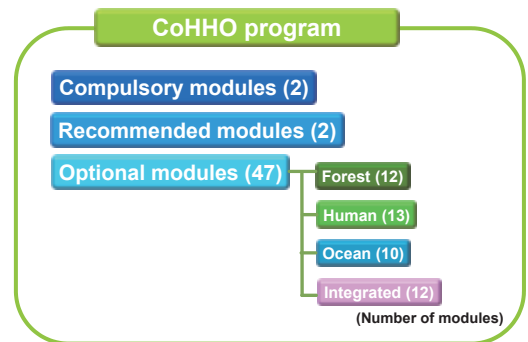 CoHHO program
Compulsory modules (2)
Recommended modules (2)
Optional modules (47)
Forest (12)
Human (13)
Ocean (10)
Integrated (12)
(Number of modules)